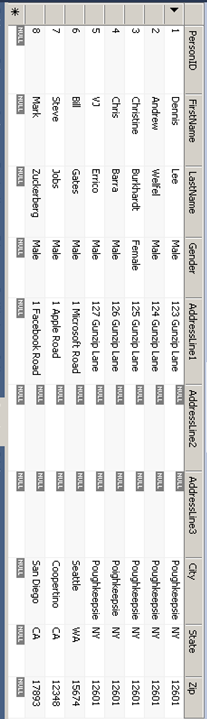 PersonID FirstName LastName Gender AddressLine1 AddressLine2 AddressLine3 City State Zip
1 Dennis Lee Male 123 Gunzip Lane NULL NULL Poughkeepsie NY 12601
2 Andrew Welfel Male 124 Gunzip Lane NULL NULL Poughkeepsie NY 12601
3 Christine Burkhardt Female 125 Gunzip Lane NULL NULL Poughkeepsie NY 12601
4 Chris Barra Male 126 Gunzip Lane NULL NULL Poighkeepsie NY 12601
5 VJ Errico Male 127 Gunzip Lane NULL NULL Poughkeepsie NY 12601
6 Bill Gates Male 1 Microsoft Road NULL NULL Seattle WA 15674
7 Steve Jobs Male 1 Apple Road NULL NULL Coopertino CA 12348
8 Mark Zuckerberg Male 1 Facebook Road NULL NULL San Diego CA 17893
NULL NULL NULL NULL NULL NULL NULL NULL NULL NULL